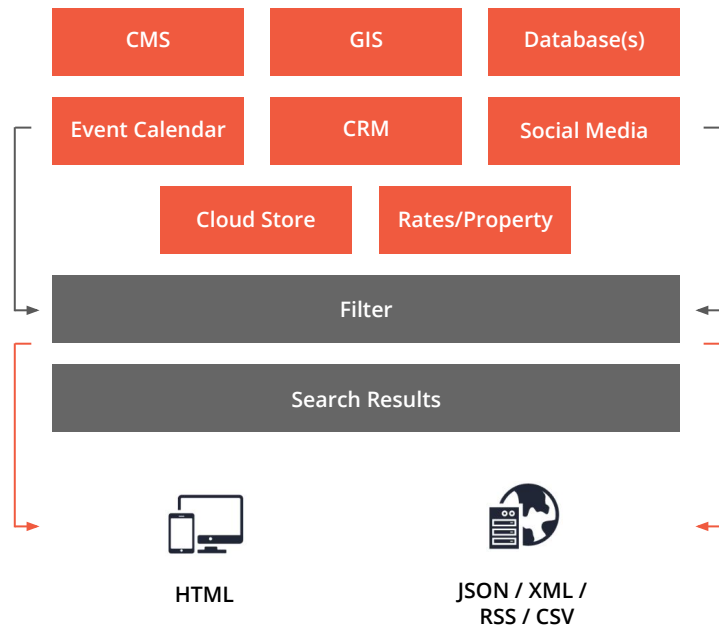 CMS
GIS
Database(s)
Event Calendar
CRM
Social Media
Cloud Store
Rates/Property
Filter
Search Results
HTML
JSON / XML /
RSS / CSV